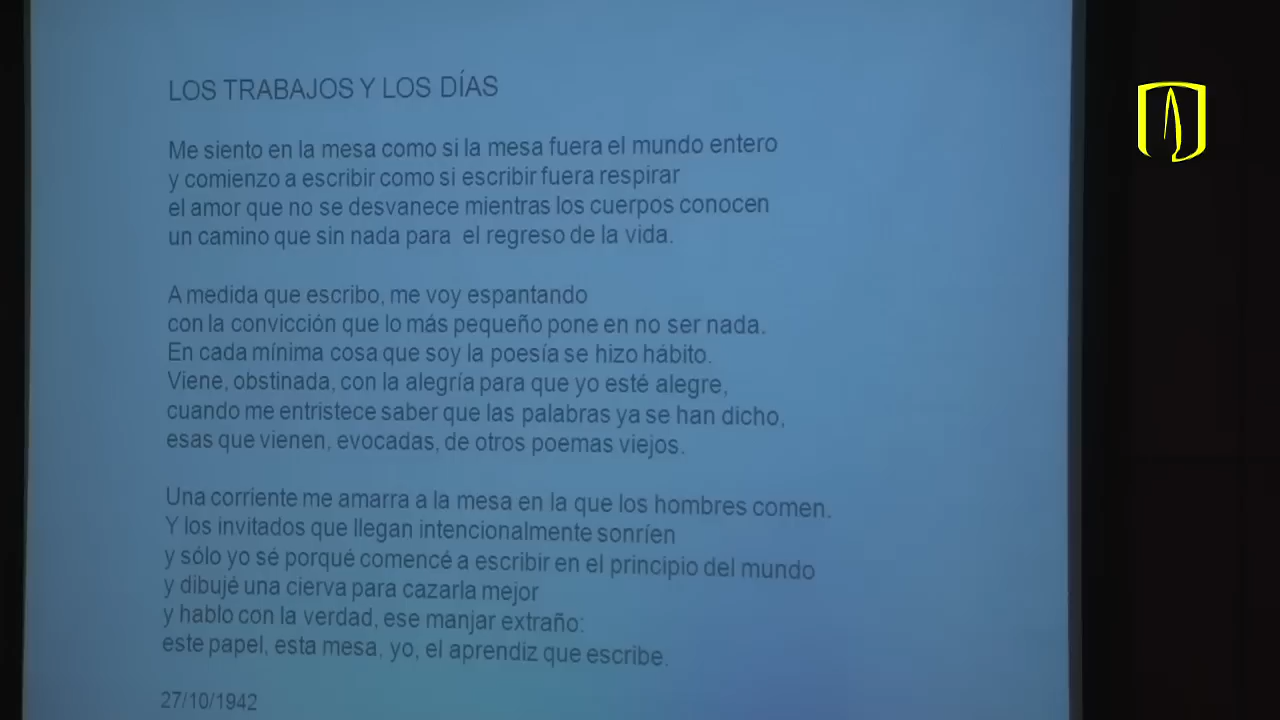 LOS TRABAJOS Y LOS DÍAS
Me siento en la mesa como si la mesa fuera el mundo entero
y comienzo a escribir como si escribir fuera respirar
el amor que no se desvanece mientras los cuerpos conocen
un camino que sin nada para el regreso de la vida.
A medida que escribo, me voy espantando
con la convicción que lo más pequeño pone en no ser nada.
En cada mínima cosa que soy la poesía se hizo hábito.
Viene, obstinada, con la alegría para que yo esté alegre,
cuando me entristece saber que las palabras ya se han dicho,
esas que vienen, evocadas, de otros poemas viejos.
Una corriente me amarra a la mesa en la que los hombres comen.
Y los invitados que llegan intencionalmente sonríen
y sólo yo sé porqué comencé a escribir en el principio del mundo
y dibujé una cierva para cazarla mejor
y hablo con la verdad, ese manjar extraño:
este papel, esta mesa, yo, el aprendiz que escribe.
27/10/1942